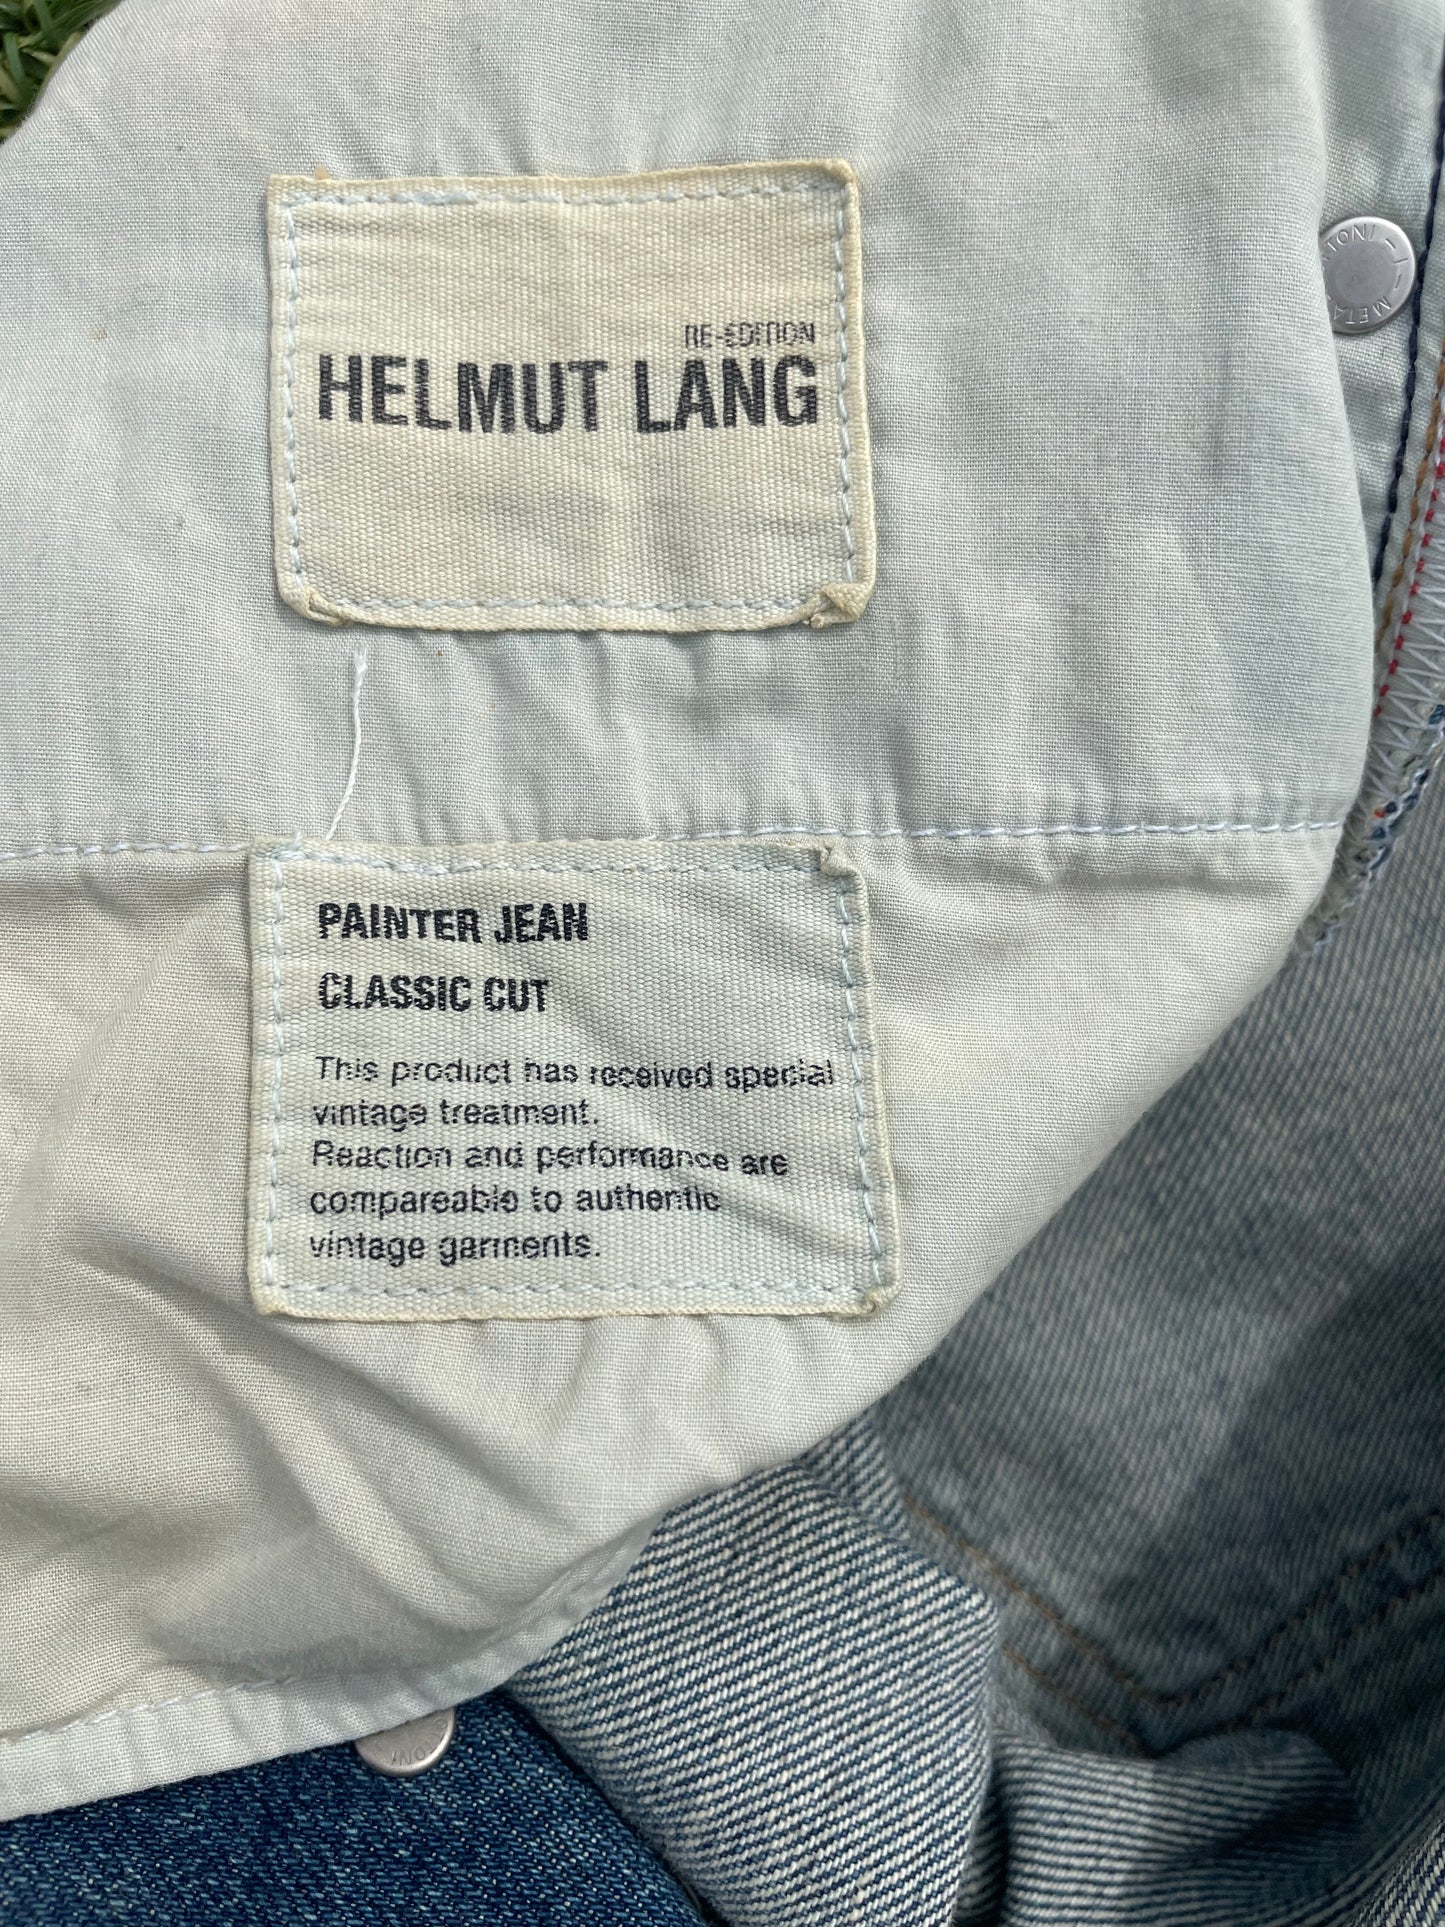 RE-EDITION
HELMUT LANG
PAINTER JEAN
CLASSIC CUT
This product has received special
vintage treatment.
Reaction and performance are
compareable to authentic
vintage garments.